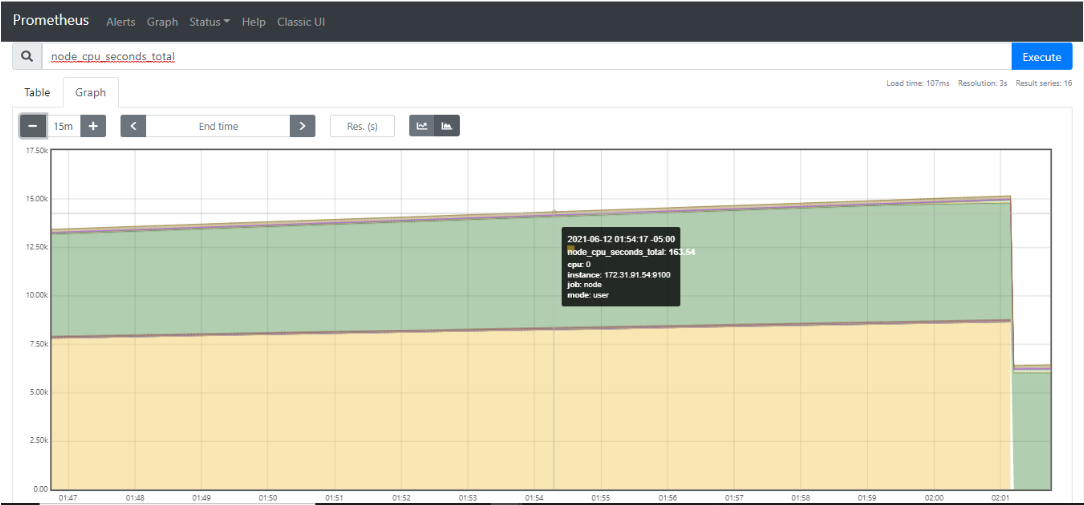 Prometheus Alerts Graph Status Help Classic UI
node_cpu_seconds_total Execute
Load time: 107ms Resolution: 3s Result series: 16
Table Graph
15m End time Res. (s)
17.50k
15.00k
12.50k
10.00k
7.50k
5.00k
2.50k
0.00
2021-06-12 01:54:17 -05:00
node_cpu_seconds_total: 163.54
cpu: 0
instance: 172.31.91.54:9100
job: node
mode: user
01:47 01:48 01:49 01:50 01:51 01:52 01:53 01:54 01:55 01:56 01:57 01:58 01:59 02:00 02:01